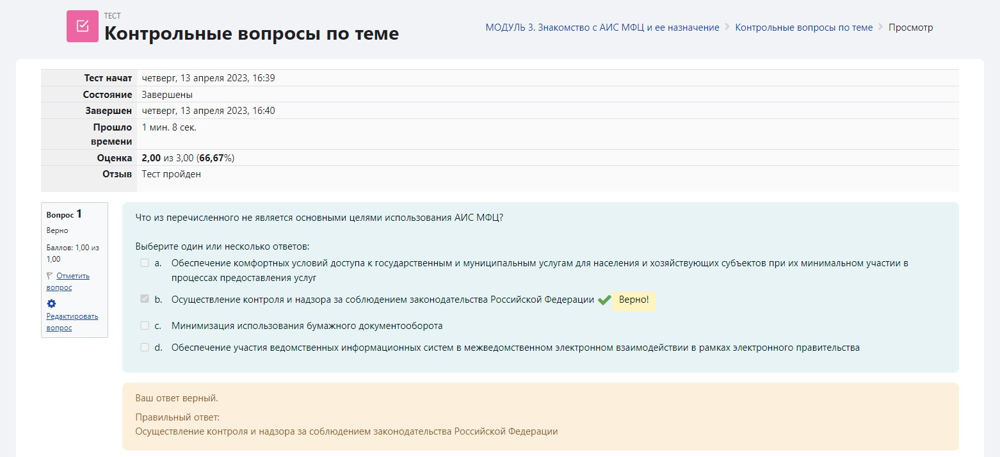 ТЕСТ
Контрольные вопросы по теме
МОДУЛЬ 3. Знакомство с АИС МФЦ и ее назначение
Контрольные вопросы по теме
Просмотр
Тест начат четверг, 13 апреля 2023, 16:39
Состояние Завершены
Завершен четверг, 13 апреля 2023, 16:40
Прошло 1 мин. 8 сек.
времени
Оценка 2,00 из 3,00 (66,67%)
Отзыв Тест пройден
Вопрос 1
Верно
Баллов: 1,00 из
1,00
Отметить
вопрос
Редактировать
вопрос
Что из перечисленного не является основными целями использования АИС МФЦ?
Выберите один или несколько ответов:
a. Обеспечение комфортных условий доступа к государственным и муниципальным услугам для населения и хозяйствующих субъектов при их минимальном участии в
процессах предоставления услуг
b. Осуществление контроля и надзора за соблюдением законодательства Российской Федерации Верно!
c. Минимизация использования бумажного документооборота
d. Обеспечение участия ведомственных информационных систем в межведомственном электронном взаимодействии в рамках электронного правительства
Ваш ответ верный.
Правильный ответ:
Осуществление контроля и надзора за соблюдением законодательства Российской Федерации